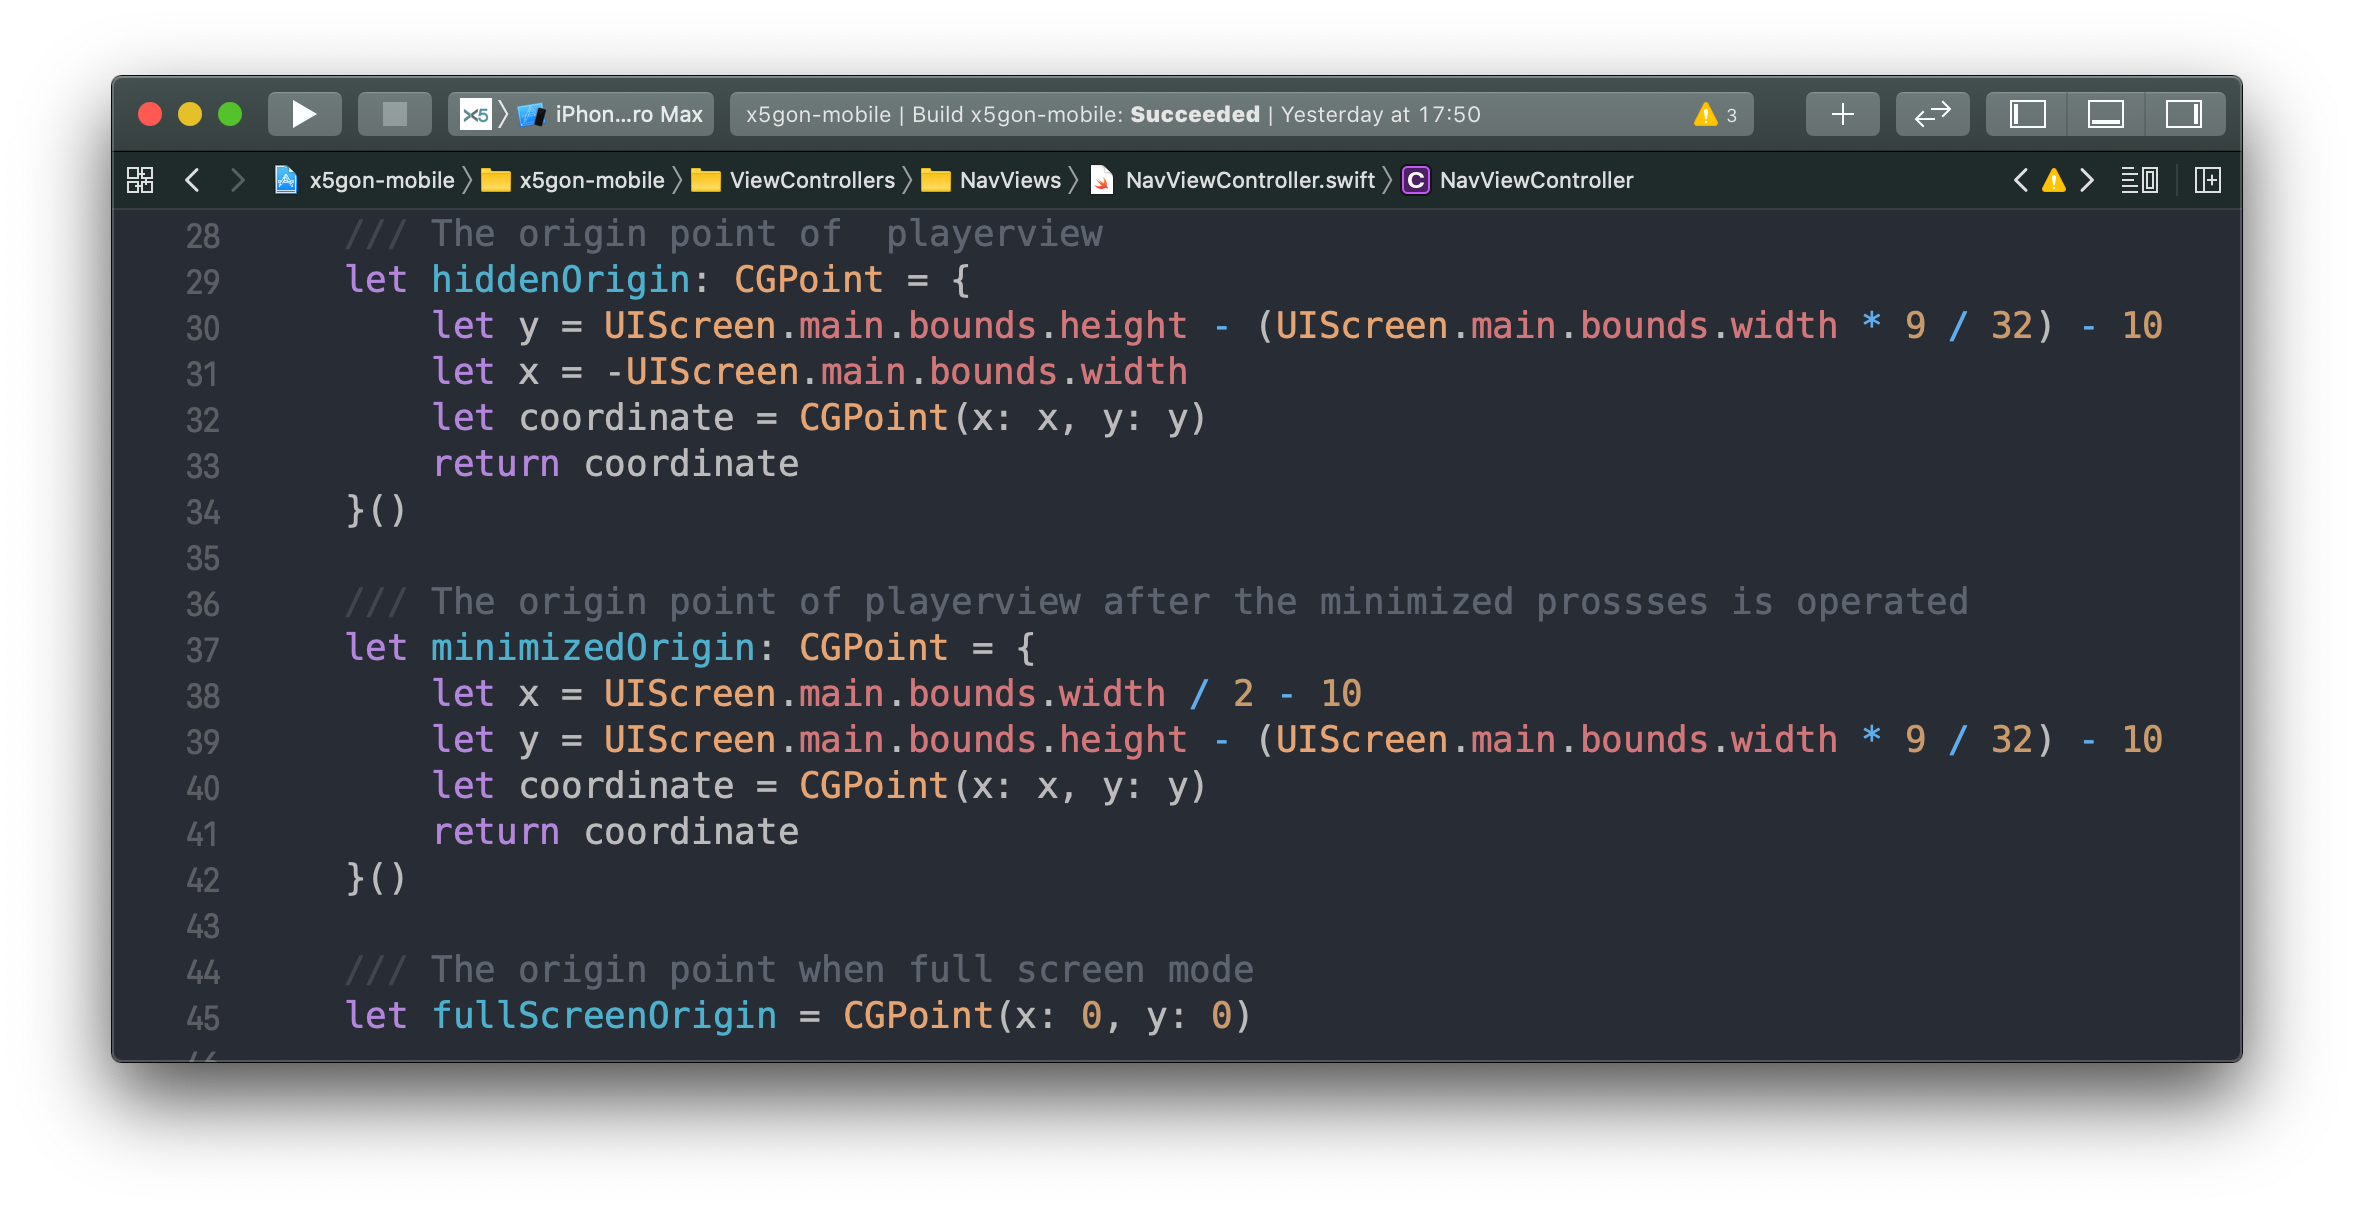 X5 iPhon...ro Max x5gon-mobile | Build x5gon-mobile: Succeeded | Yesterday at 17:50 3
x5gon-mobile x5gon-mobile ViewControllers NavViews NavViewController.swift C NavViewController
28 /// The origin point of  playerview
29 let hiddenOrigin: CGPoint = {
30 let y = UIScreen.main.bounds.height - (UIScreen.main.bounds.width * 9 / 32) - 10
31 let x = -UIScreen.main.bounds.width
32 let coordinate = CGPoint(x: x, y: y)
33 return coordinate
34 }()
35
36 /// The origin point of playerview after the minimized prossses is operated
37 let minimizedOrigin: CGPoint = {
38 let x = UIScreen.main.bounds.width / 2 - 10
39 let y = UIScreen.main.bounds.height - (UIScreen.main.bounds.width * 9 / 32) - 10
40 let coordinate = CGPoint(x: x, y: y)
41 return coordinate
42 }()
43
44 /// The origin point when full screen mode
45 let fullScreenOrigin = CGPoint(x: 0, y: 0)